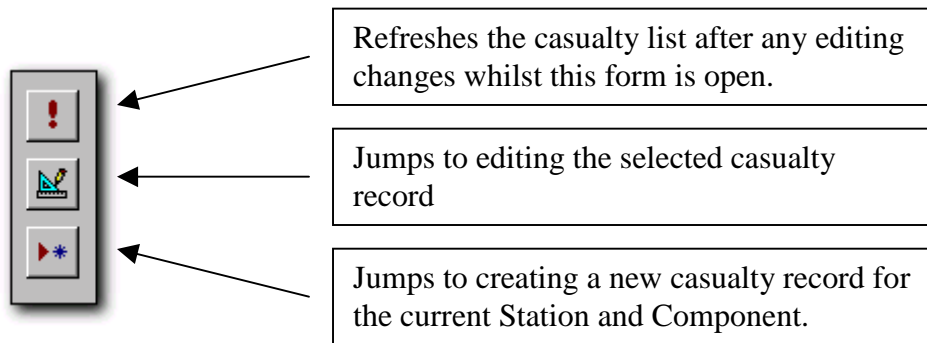 Refreshes the casualty list after any editing
changes whilst this form is open.
Jumps to editing the selected casualty
record
Jumps to creating a new casualty record for
the current Station and Component.